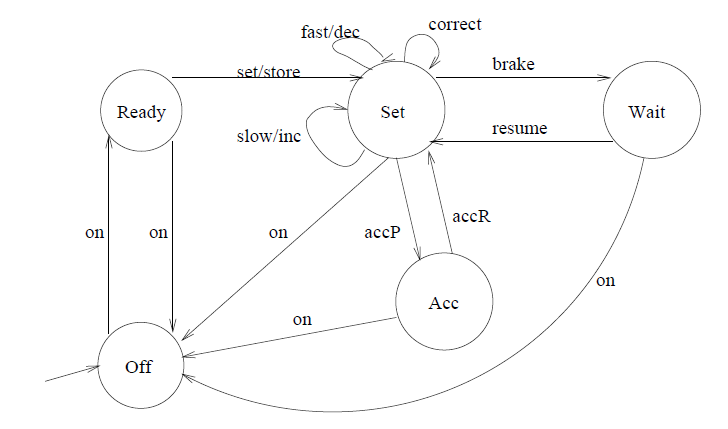 fast/dec
correct
set/store
brake
Ready
Set
Wait
slow/inc
resume
on
on
on
accP
accR
on
Acc
on
Off